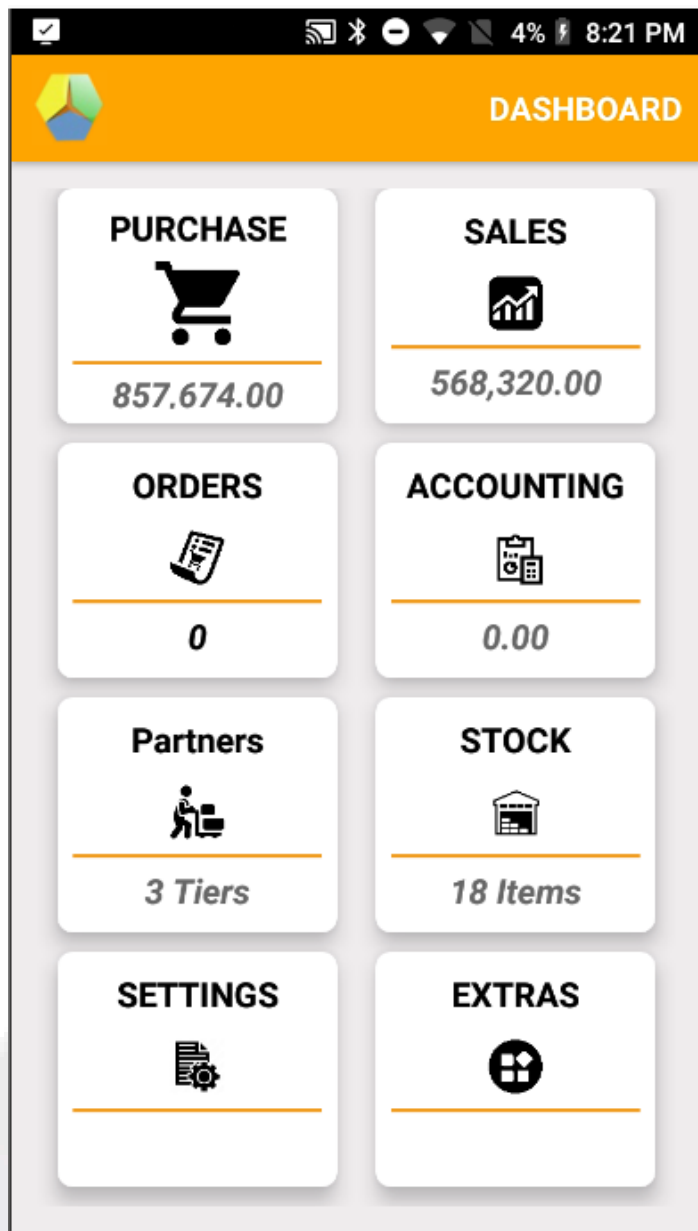 4% 8:21 PM
DASHBOARD
PURCHASE
857,674.00
SALES
568,320.00
ORDERS
0
ACCOUNTING
0.00
Partners
3 Tiers
STOCK
18 Items
SETTINGS
EXTRAS